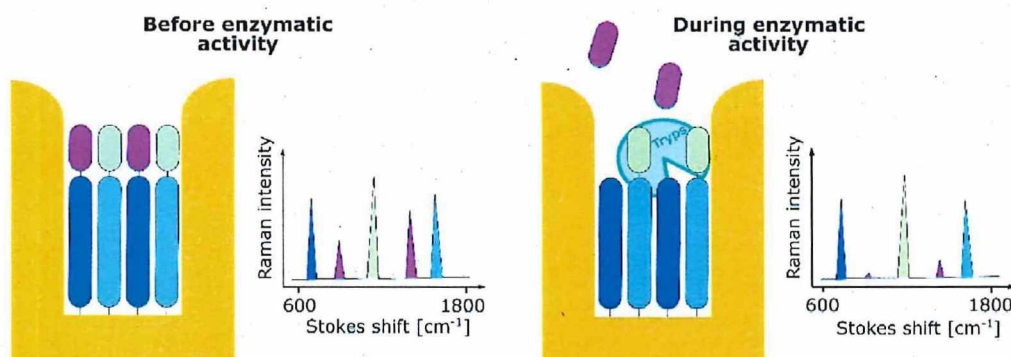 Before enzymatic
activity
Raman intensity
600
1800
Stokes shift [cm⁻¹]
During enzymatic
activity
Tryps
Raman intensity
600
1800
Stokes shift [cm⁻¹]